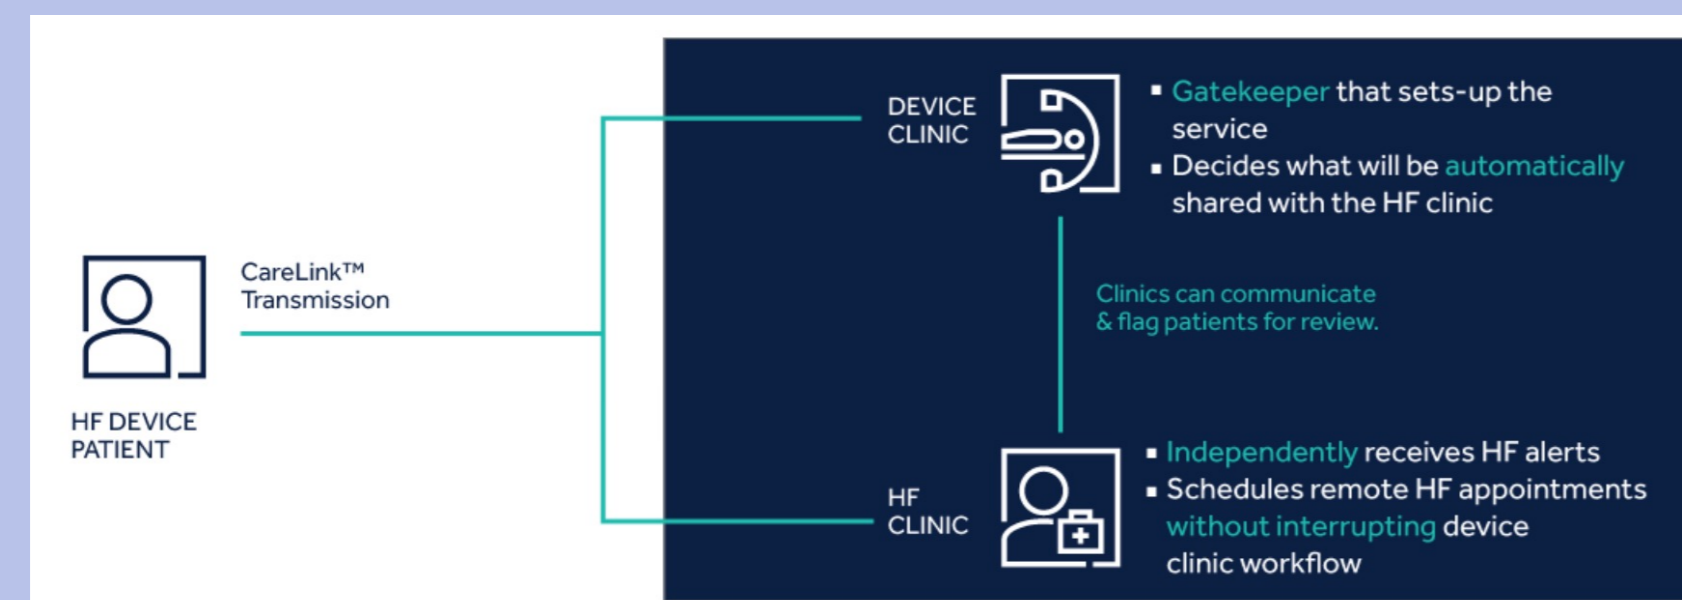 DEVICE
CLINIC
▪ Gatekeeper that sets-up the
service
▪ Decides what will be automatically
shared with the HF clinic
CareLink™
Transmission
HF DEVICE
PATIENT
Clinics can communicate
& flag patients for review.
HF
CLINIC
▪ Independently receives HF alerts
▪ Schedules remote HF appointments
without interrupting device
clinic workflow